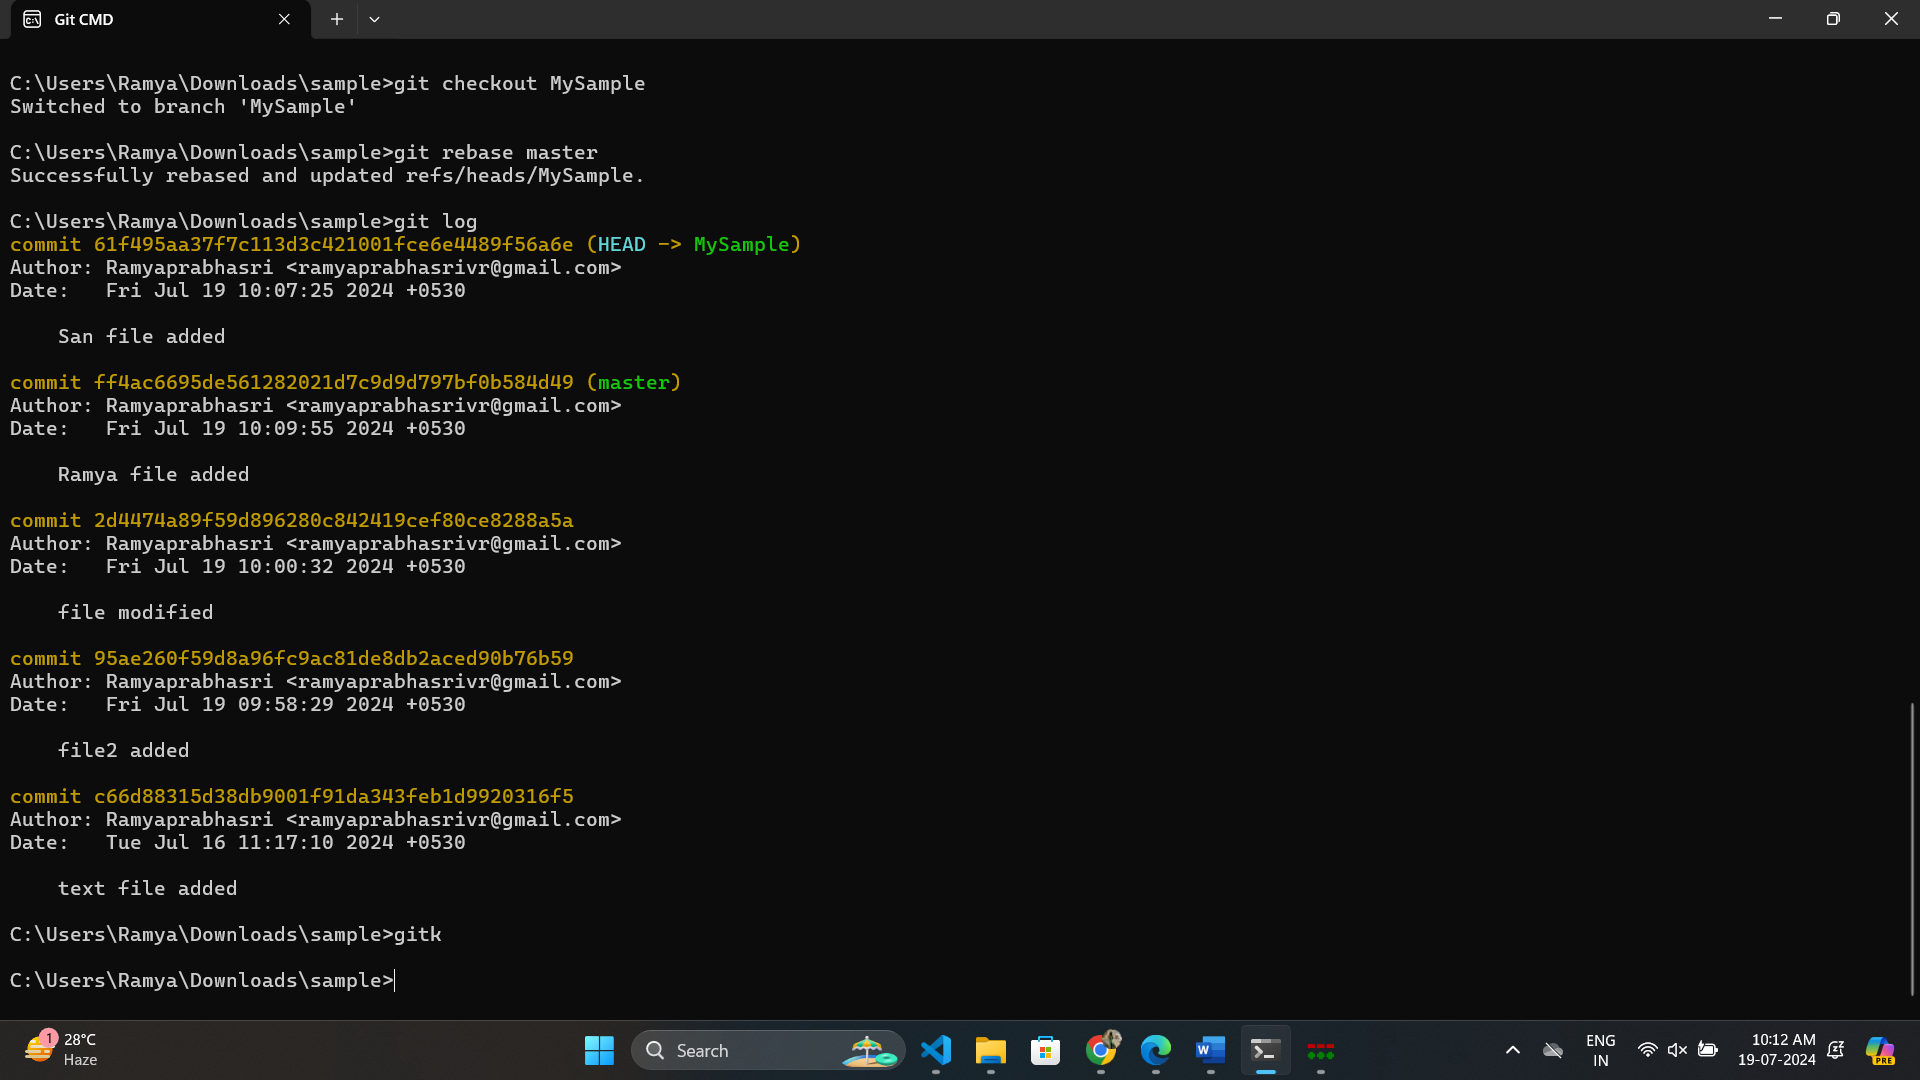 Git CMD
C:\Users\Ramya\Downloads\sample>git checkout MySample
Switched to branch 'MySample'
C:\Users\Ramya\Downloads\sample>git rebase master
Successfully rebased and updated refs/heads/MySample.
C:\Users\Ramya\Downloads\sample>git log
commit 61f495aa37f7c113d3c421001fce6e4489f56a6e (HEAD -> MySample)
Author: Ramyaprabhasri <ramyaprabhasrivr@gmail.com>
Date:   Fri Jul 19 10:07:25 2024 +0530
San file added
commit ff4ac6695de561282021d7c9d9d797bf0b584d49 (master)
Author: Ramyaprabhasri <ramyaprabhasrivr@gmail.com>
Date:   Fri Jul 19 10:09:55 2024 +0530
Ramya file added
commit 2d4474a89f59d896280c842419cef80ce8288a5a
Author: Ramyaprabhasri <ramyaprabhasrivr@gmail.com>
Date:   Fri Jul 19 10:00:32 2024 +0530
file modified
commit 95ae260f59d8a96fc9ac81de8db2aced90b76b59
Author: Ramyaprabhasri <ramyaprabhasrivr@gmail.com>
Date:   Fri Jul 19 09:58:29 2024 +0530
file2 added
commit c66d88315d38db9001f91da343feb1d9920316f5
Author: Ramyaprabhasri <ramyaprabhasrivr@gmail.com>
Date:   Tue Jul 16 11:17:10 2024 +0530
text file added
C:\Users\Ramya\Downloads\sample>gitk
C:\Users\Ramya\Downloads\sample>
1
28°C
Haze
Search
W
ENG
IN
10:12 AM
19-07-2024
PRE